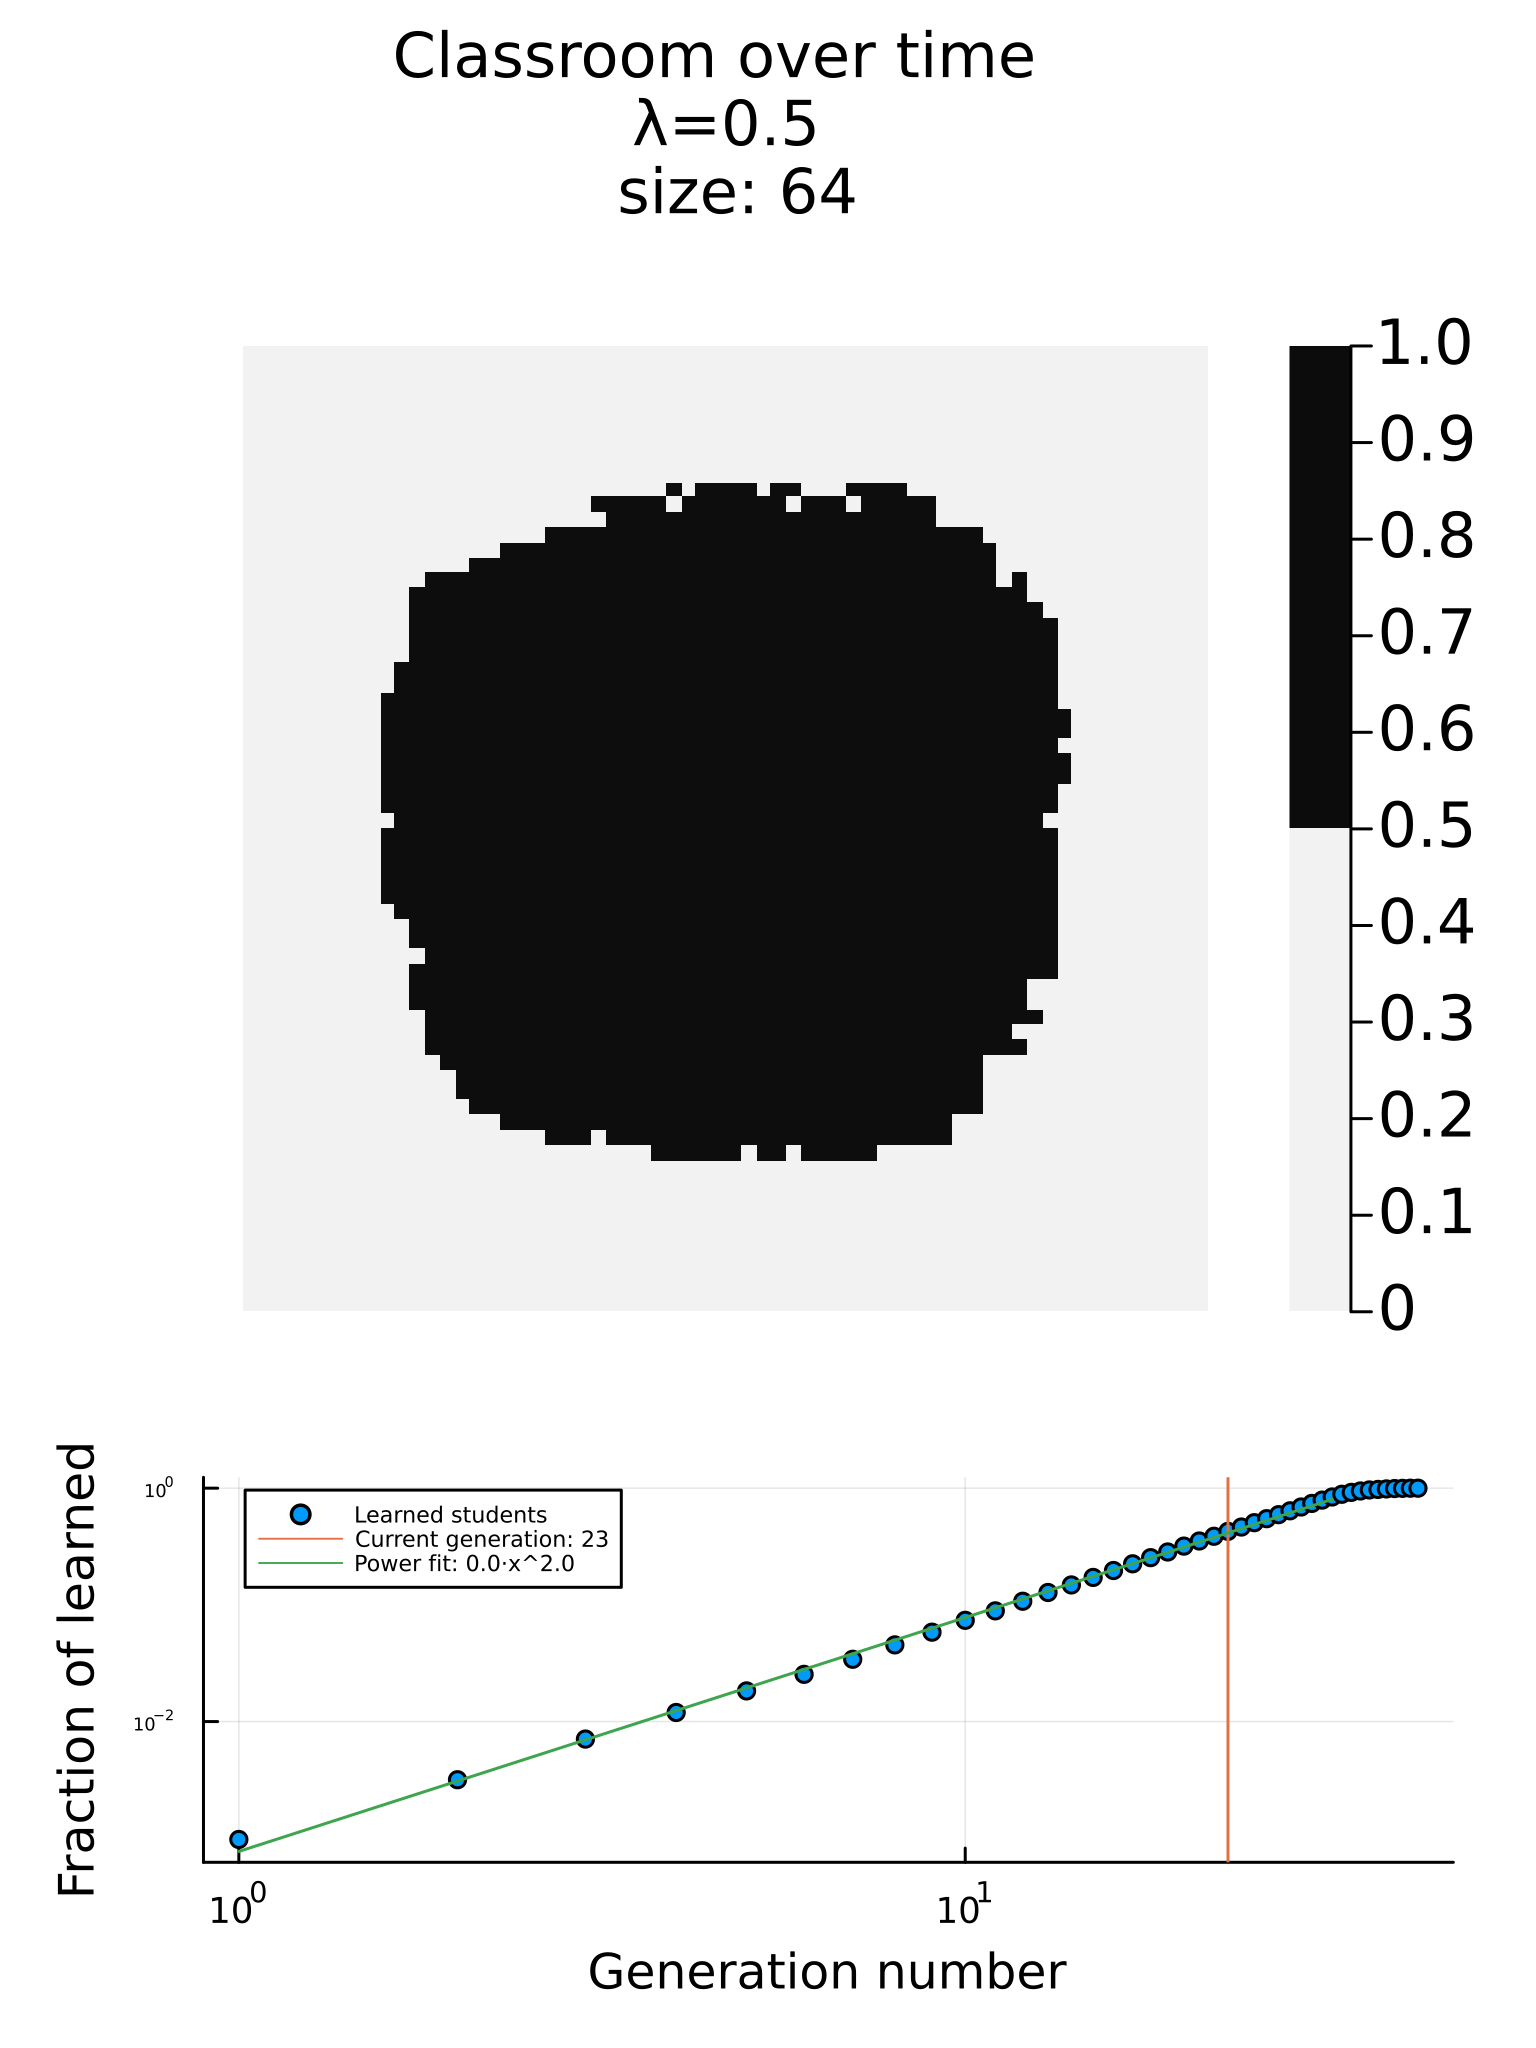 Classroom over time
λ=0.5
size: 64
1.0
0.9
0.8
0.7
0.6
0.5
0.4
0.3
0.2
0.1
0
Fraction of learned
10^0
10^−2
Learned students
Current generation: 23
Power fit: 0.0·x^2.0
10^0
10^1
Generation number